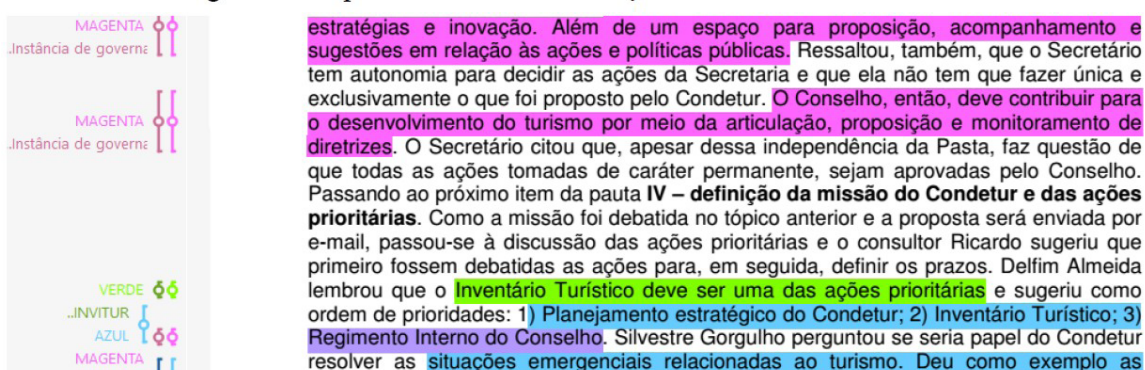 MAGENTA
..Instância de governa
MAGENTA
..Instância de governa
VERDE
..INVITUR
AZUL
MAGENTA
estratégias e inovação. Além de um espaço para proposição, acompanhamento e
sugestões em relação às ações e políticas públicas. Ressaltou, também, que o Secretário
tem autonomia para decidir as ações da Secretaria e que ela não tem que fazer única e
exclusivamente o que foi proposto pelo Condetur. O Conselho, então, deve contribuir para
o desenvolvimento do turismo por meio da articulação, proposição e monitoramento de
diretrizes. O Secretário citou que, apesar dessa independência da Pasta, faz questão de
que todas as ações tomadas de caráter permanente, sejam aprovadas pelo Conselho.
Passando ao próximo item da pauta IV – definição da missão do Condetur e das ações
prioritárias. Como a missão foi debatida no tópico anterior e a proposta será enviada por
e-mail, passou-se à discussão das ações prioritárias e o consultor Ricardo sugeriu que
primeiro fossem debatidas as ações para, em seguida, definir os prazos. Delfim Almeida
lembrou que o Inventário Turístico deve ser uma das ações prioritárias e sugeriu como
ordem de prioridades: 1) Planejamento estratégico do Condetur; 2) Inventário Turístico; 3)
Regimento Interno do Conselho. Silvestre Gorgulho perguntou se seria papel do Condetur
resolver as situações emergenciais relacionadas ao turismo. Deu como exemplo as